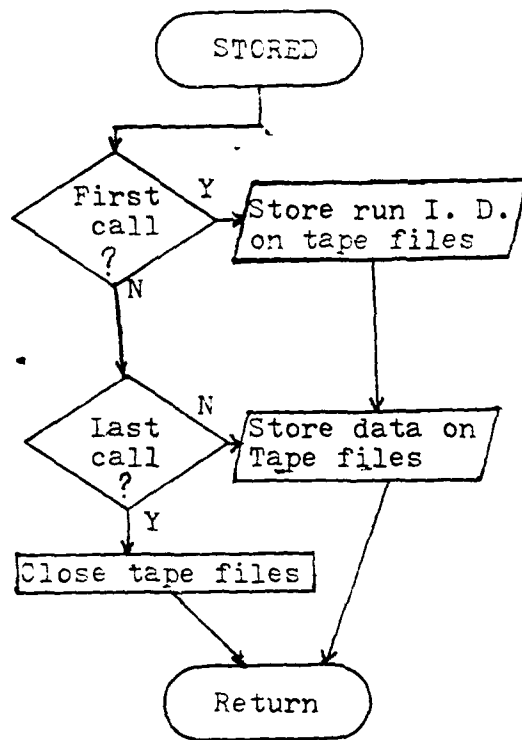 STORED
First
call
?
Y
Store run I. D.
on tape files
N
Last
call
?
N
Store data on
Tape files
Y
Close tape files
Return